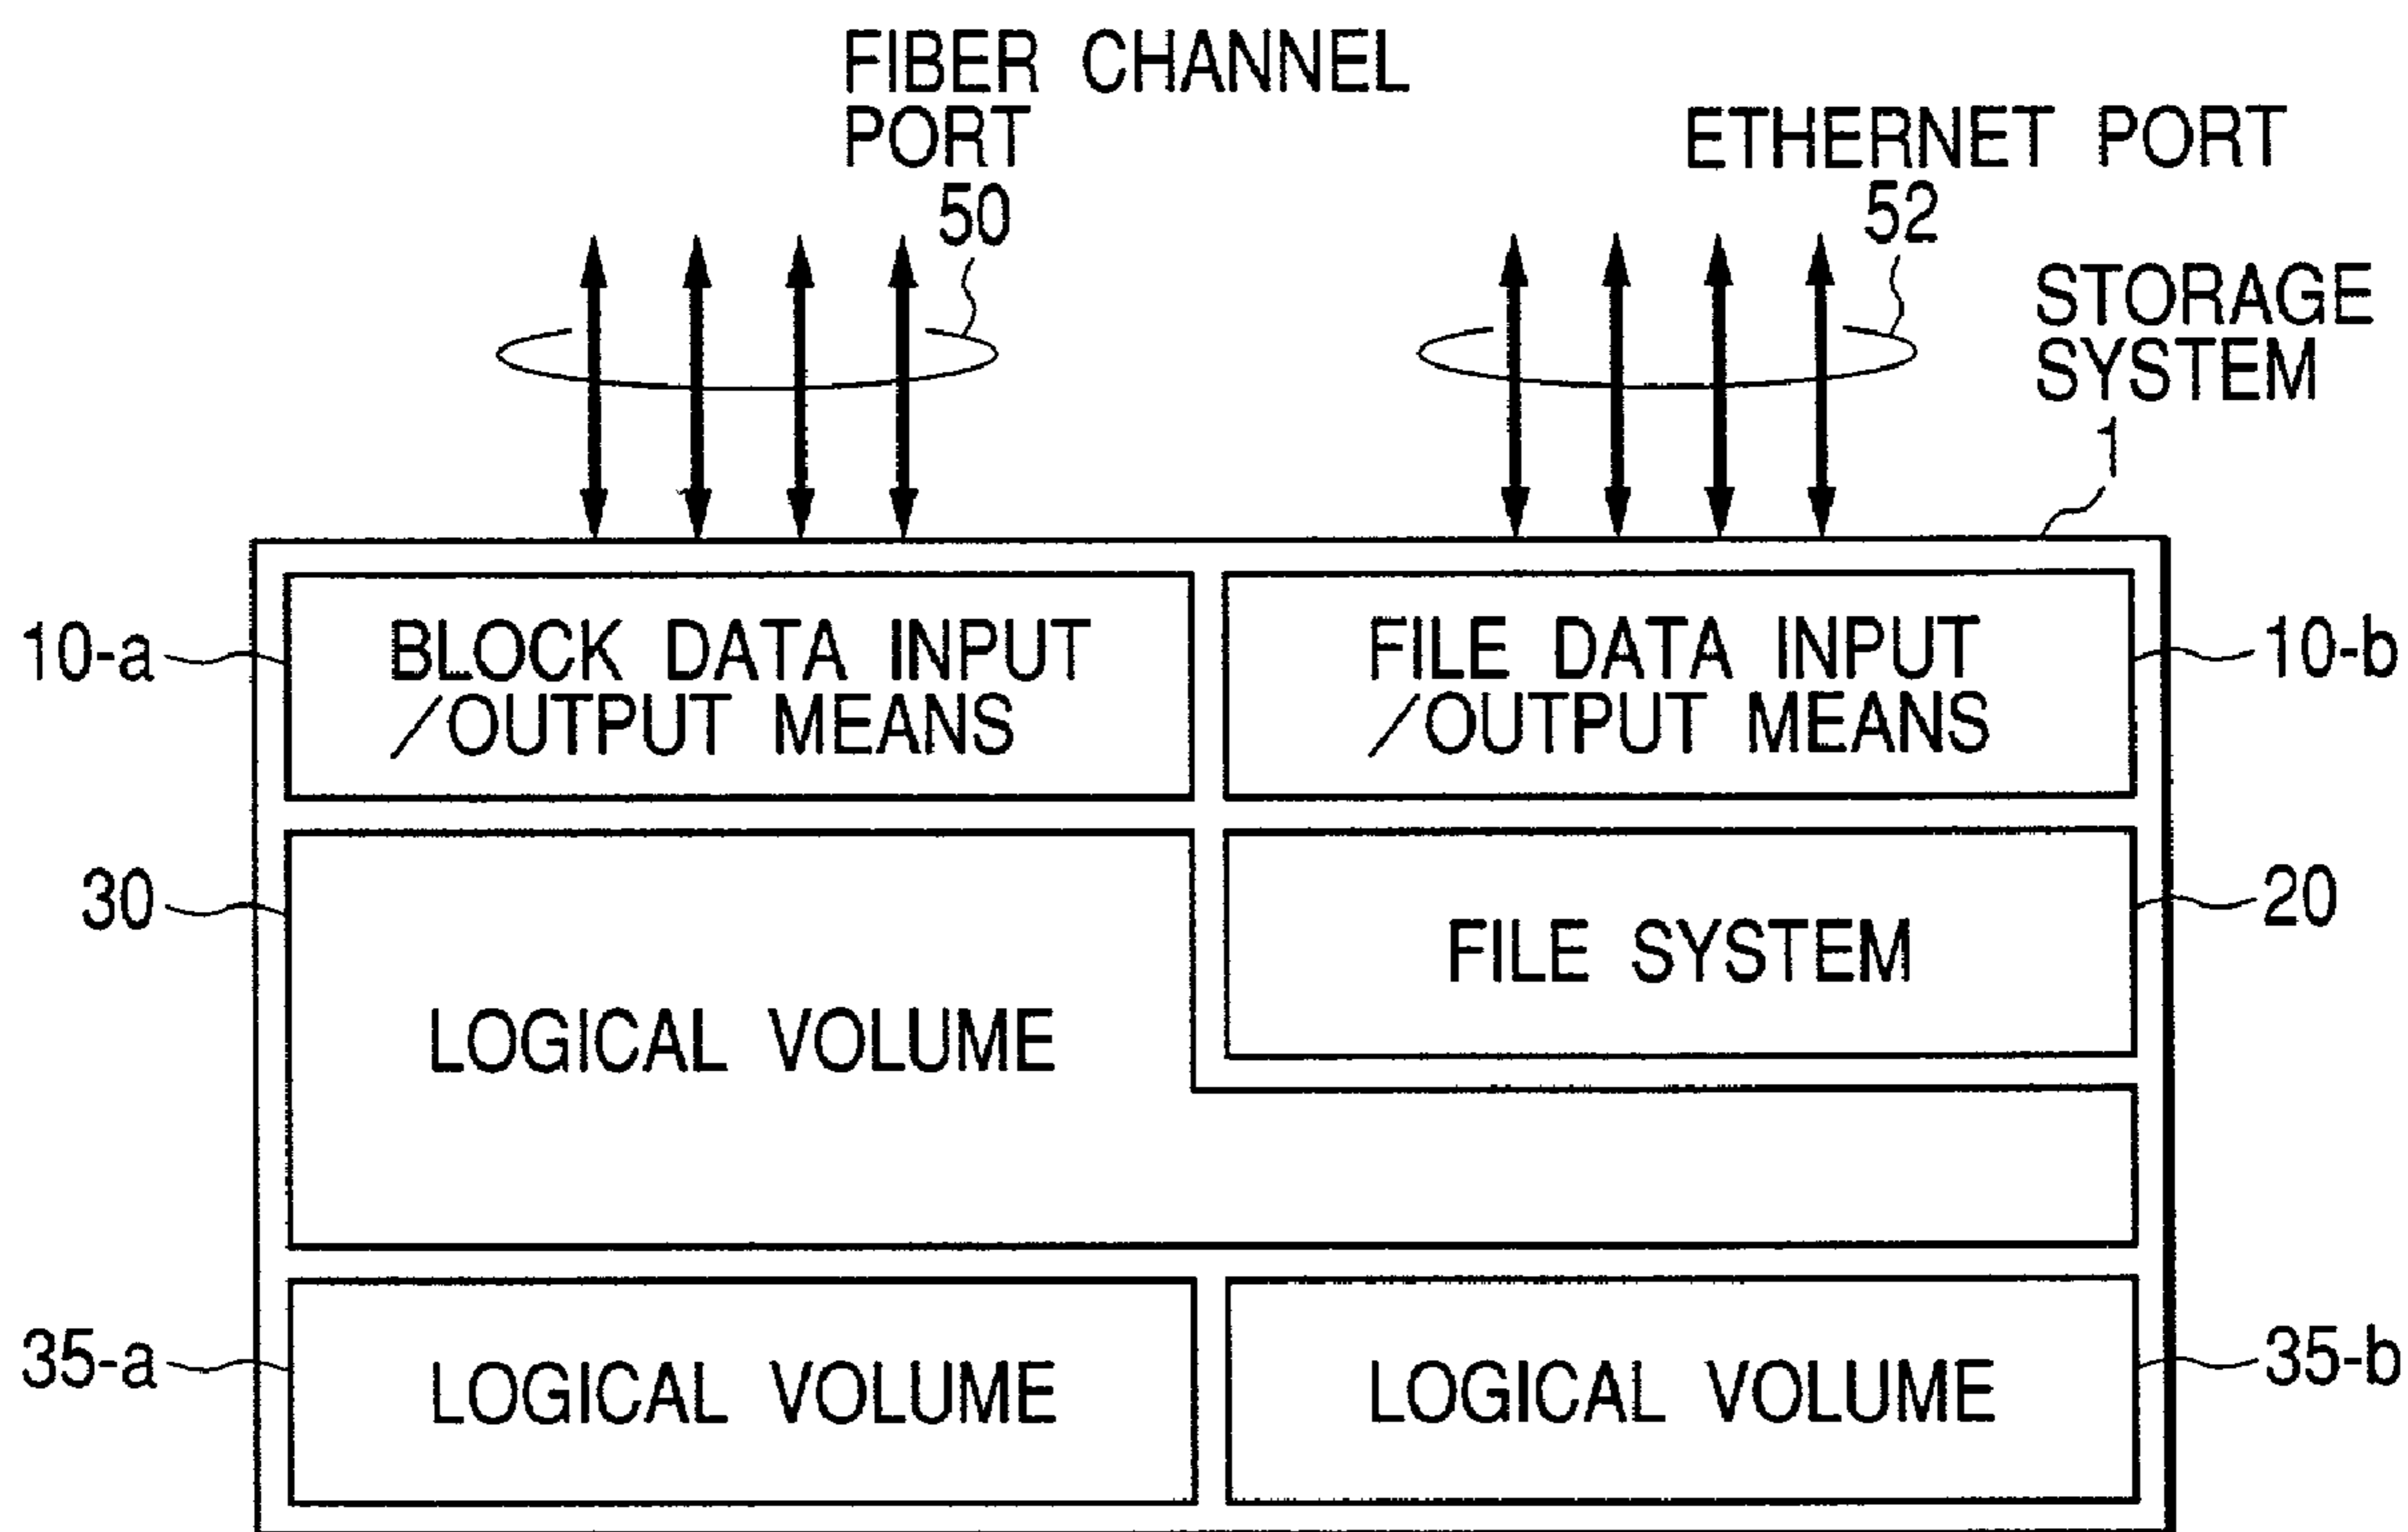 FIBER CHANNEL
PORT
50
ETHERNET PORT
52
STORAGE
SYSTEM
1
10-a
BLOCK DATA INPUT
/OUTPUT MEANS
FILE DATA INPUT
/OUTPUT MEANS
10-b
30
LOGICAL VOLUME
FILE SYSTEM
20
35-a
LOGICAL VOLUME
LOGICAL VOLUME
35-b